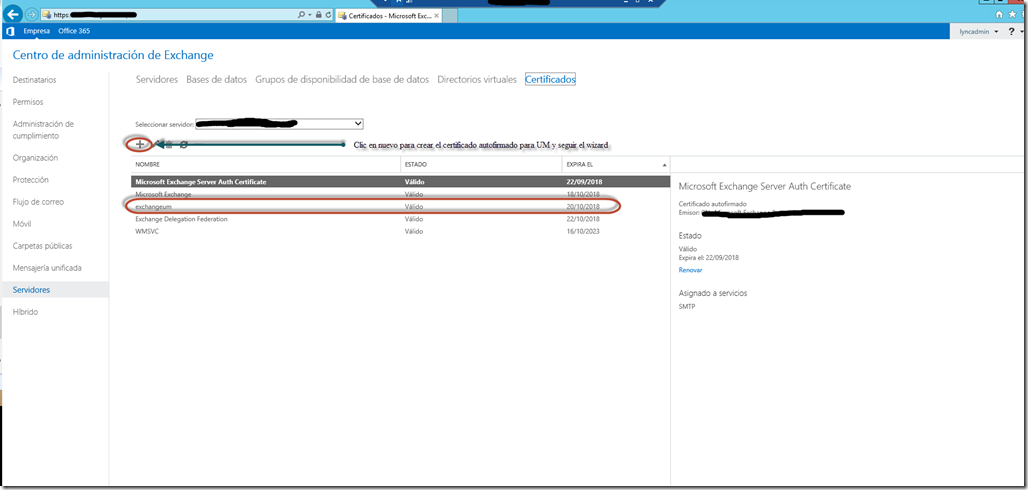 https:
Certificados - Microsoft Exc...
Empresa Office 365
lyncadmin
?
Centro de administración de Exchange
Destinatarios
Permisos
Administración de
cumplimiento
Organización
Protección
Flujo de correo
Móvil
Carpetas públicas
Mensajería unificada
Servidores
Híbrido
Servidores Bases de datos Grupos de disponibilidad de base de datos Directorios virtuales Certificados
Seleccionar servidor:
Clic en nuevo para crear el certificado autofirmado para UM y seguir el wizard
NOMBRE ESTADO EXPIRA EL
Microsoft Exchange Server Auth Certificate Válido 22/09/2018
Microsoft Exchange Válido 18/10/2018
exchangeum Válido 20/10/2018
Exchange Delegation Federation Válido 22/10/2018
WMSVC Válido 16/10/2023
Microsoft Exchange Server Auth Certificate
Certificado autofirmado
Emisor:
Estado
Válido
Expira el: 22/09/2018
Renovar
Asignado a servicios
SMTP